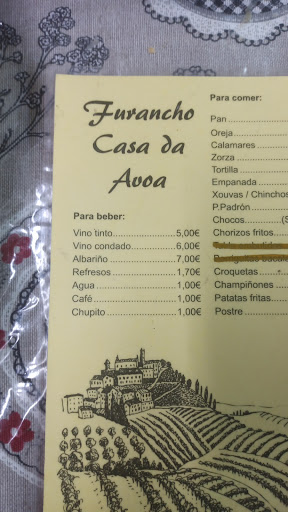 Furancho
Casa da
Avoa
Para beber:
Vino tinto..........................5,00€
Vino condado...................6,00€
Albariño............................7,00€
Refresos..........................1,70€
Agua................................1,00€
Café.................................1,00€
Chupito............................1,00€
Para comer:
Pan
Oreja
Calamares
Zorza
Tortilla
Empanada
Xouvas / Chinchos
P.Padrón
Chocos...............(S
Chorizos fritos
Croquetas
Champiñones
Patatas fritas
Postre